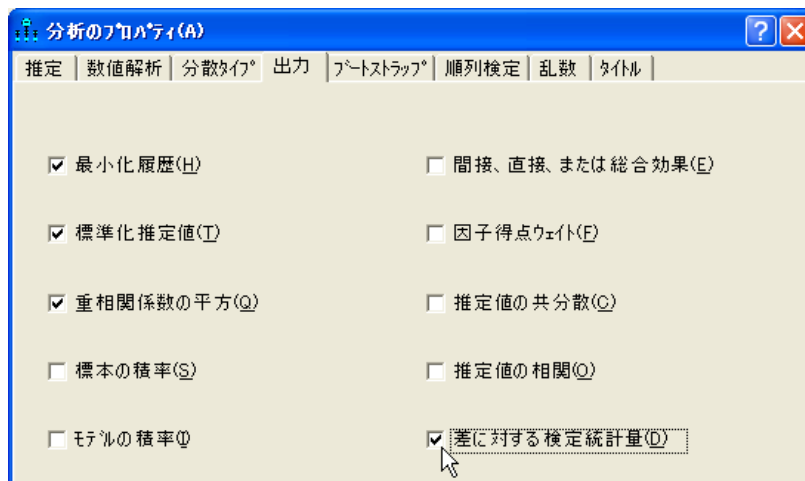 分析のﾌﾟﾛﾊﾟﾃｨ(A)
推定 数値解析 分散ﾀｲﾌﾟ 出力 ﾌﾞｰﾄｽﾄﾗｯﾌﾟ 順列検定 乱数 ﾀｲﾄﾙ
最小化履歴(H) 間接、直接、または総合効果(E)
標準化推定値(T) 因子得点ｳｪｲﾄ(F)
重相関係数の平方(Q) 推定値の共分散(C)
標本の積率(S) 推定値の相関(O)
ﾓﾃﾞﾙの積率(I) 差に対する検定統計量(D)